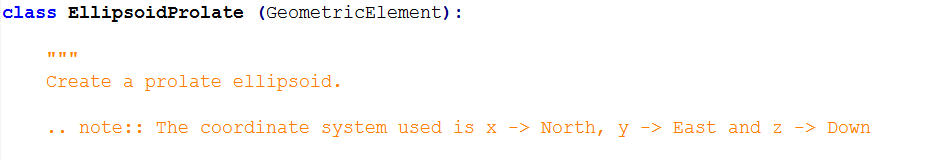 class EllipsoidProlate (GeometricElement):
"""
Create a prolate ellipsoid.
.. note:: The coordinate system used is x -> North, y -> East and z -> Down